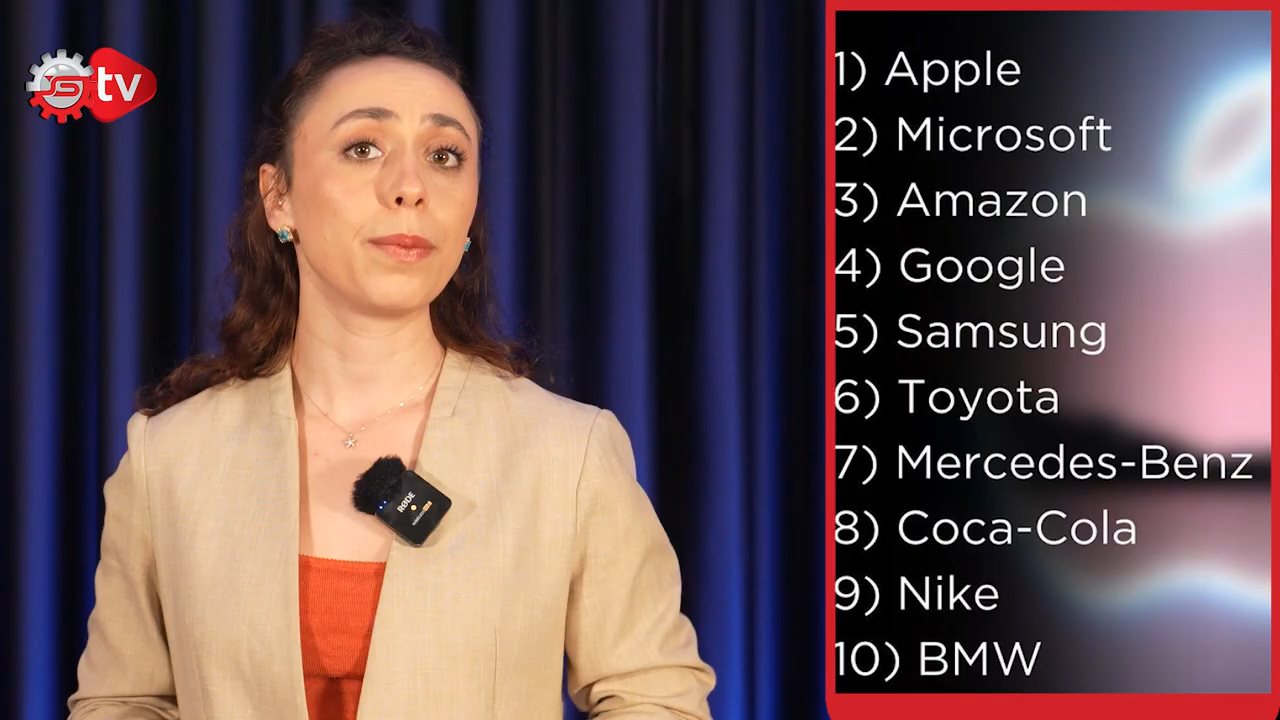 tv
1) Apple
2) Microsoft
3) Amazon
4) Google
5) Samsung
6) Toyota
7) Mercedes-Benz
8) Coca-Cola
9) Nike
10) BMW
RØDE